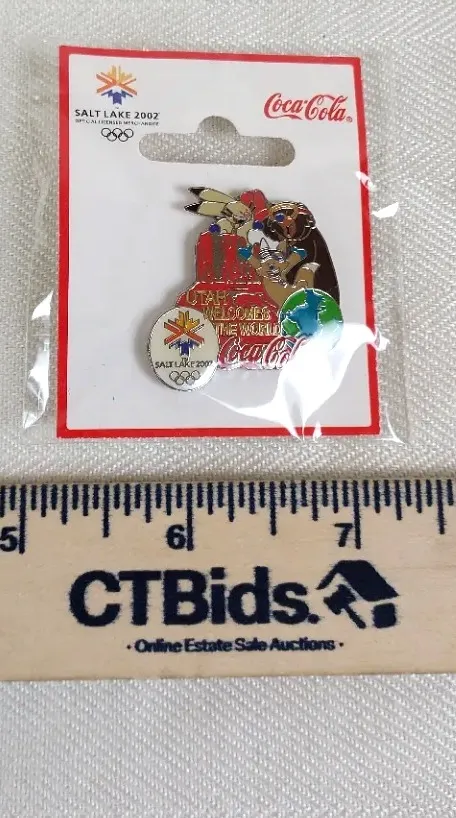 SALT LAKE 2002
Coca-Cola
UTAH
WELCOMES
THE WORLD
Coca-Cola
SALT LAKE 2002
5 6 7
CTBids.
· Online Estate Sale Auctions ·